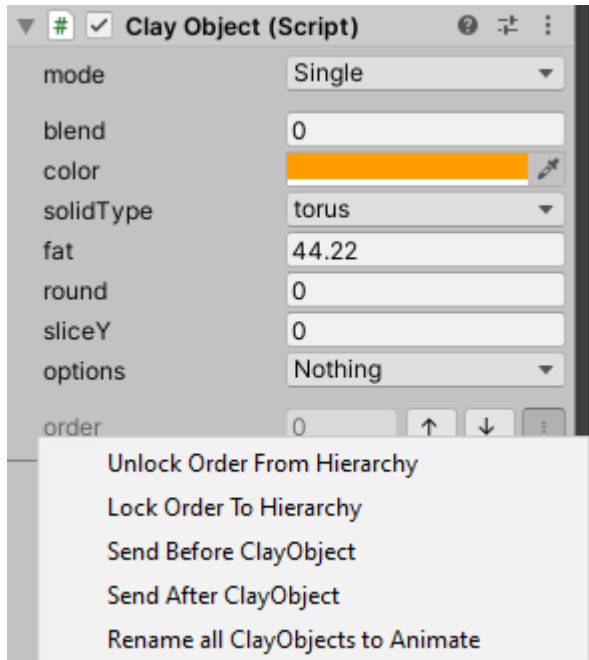 # Clay Object (Script)
mode Single
blend 0
color
solidType torus
fat 44.22
round 0
sliceY 0
options Nothing
order 0
Unlock Order From Hierarchy
Lock Order To Hierarchy
Send Before ClayObject
Send After ClayObject
Rename all ClayObjects to Animate